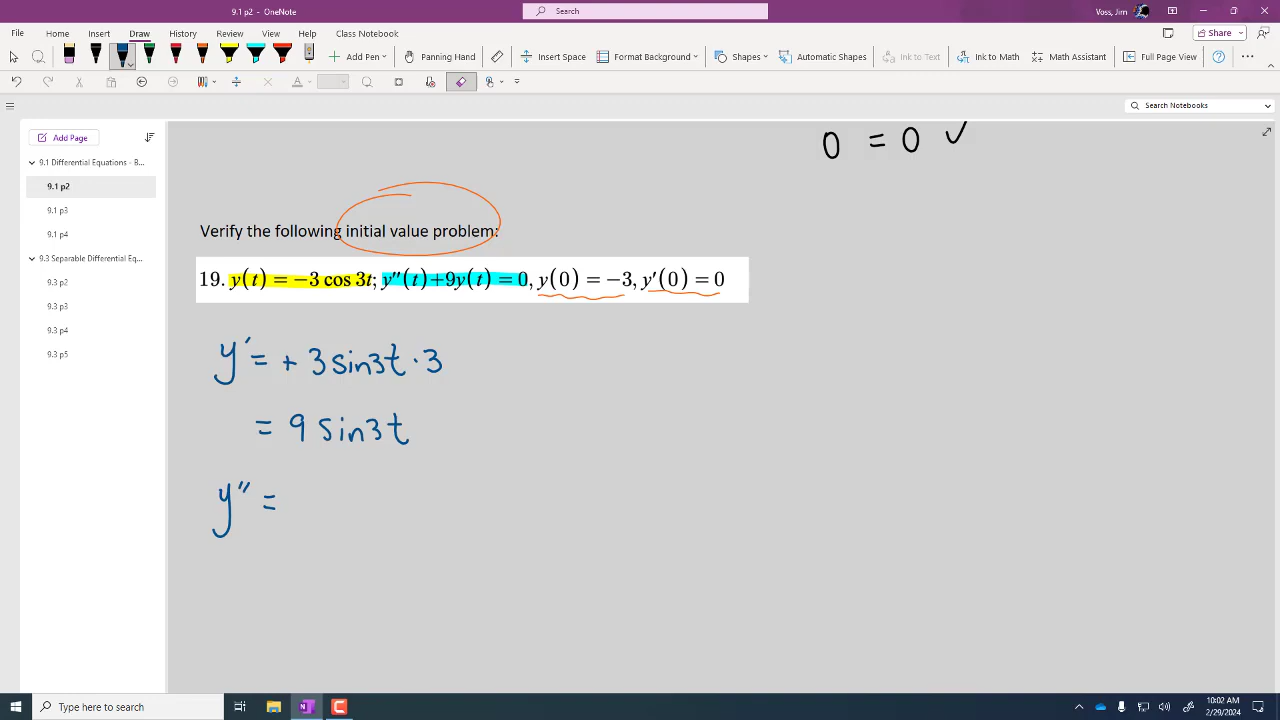 9.1 p2 - OneNote
Search
Voss, Jim
File Home Insert Draw History Review View Help Class Notebook
Share
Add Pen
Panning Hand
Insert Space
Format Background
Shapes
Ink to Text
Ink to Shape
Ink to Math
Math Assistant
Full Page View
Search Notebooks
Add Page
9.1 Differential Equations - B...
9.1 p2
9.1 p3
9.1 p4
9.3 Separable Differential Eq...
9.3 p2
9.3 p3
9.3 p4
9.3 p5
0 = 0 ✓
Verify the following initial value problem:
19. y(t) = −3 cos 3t; y″(t)+9y(t) = 0, y(0) = −3, y′(0) = 0
y′ = + 3 sin3t · 3
= 9 sin3t
y″ =
Type here to search
10:02 AM
2/29/2024